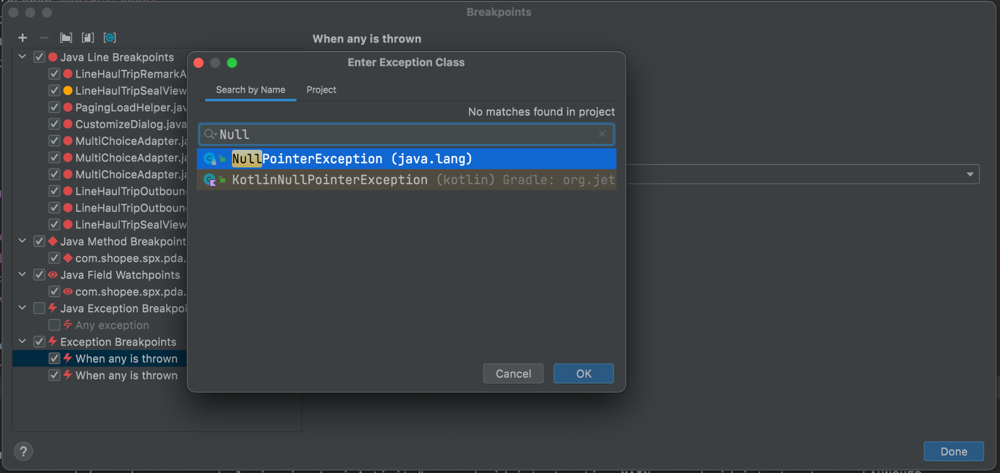 Breakpoints
When any is thrown
Java Line Breakpoints
LineHaulTripRemarkA
LineHaulTripSealView
PagingLoadHelper.jav
CustomizeDialog.java
MultiChoiceAdapter.ja
MultiChoiceAdapter.ja
MultiChoiceAdapter.ja
LineHaulTripOutboun
LineHaulTripOutboun
LineHaulTripSealView
Java Method Breakpoint
com.shopee.spx.pda.
Java Field Watchpoints
com.shopee.spx.pda.
Java Exception Breakpoi
Any exception
Exception Breakpoints
When any is thrown
When any is thrown
Enter Exception Class
Search by Name Project
No matches found in project
Null
NullPointerException (java.lang)
KotlinNullPointerException (kotlin) Gradle: org.jet
Cancel OK
?
Done